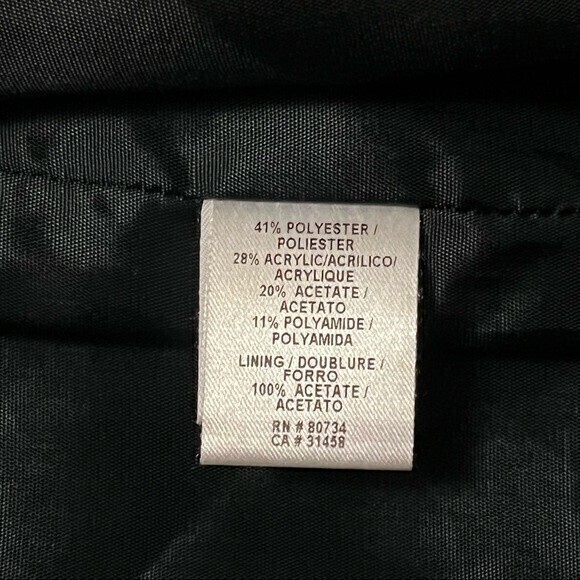 41% POLYESTER /
POLIESTER
28% ACRYLIC/ACRILICO/
ACRYLIQUE
20% ACETATE /
ACETATO
11% POLYAMIDE /
POLYAMIDA
LINING / DOUBLURE /
FORRO
100% ACETATE /
ACETATO
RN # 80734
CA # 31458